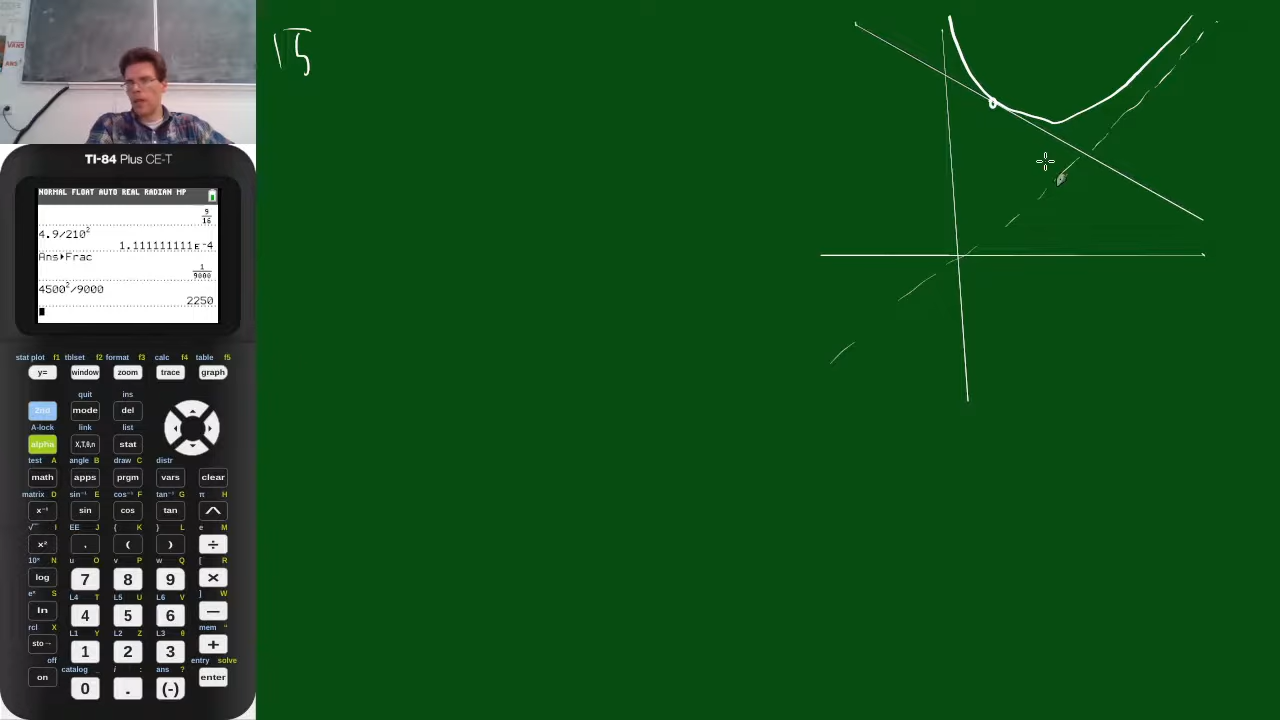 VANS
ANS
15
TI-84 Plus CE-T
NORMAL FLOAT AUTO REAL RADIAN MP
9/16
4.9/210²
1.111111111ᴇ-4
Ans▸Frac
1/9000
4500²/9000
2250
stat plot f1 tblset f2 format f3 calc f4 table f5
y= window zoom trace graph
quit ins
2nd mode del
A-lock link list
alpha X,T,θ,n stat
test A angle B draw C distr
math apps prgm vars clear
matrix D sin⁻¹ E cos⁻¹ F tan⁻¹ G π H
x⁻¹ sin cos tan ^
√ I EE J { K } L e M
x² , ( ) ÷
10ˣ N u O v P w Q [ R
log 7 8 9 ×
eˣ S L4 T L5 U L6 V ] W
ln 4 5 6 —
rcl X L1 Y L2 Z L3 θ mem "
sto→ 1 2 3 +
off catalog _ i : ans ? entry solve
on 0 . (-) enter